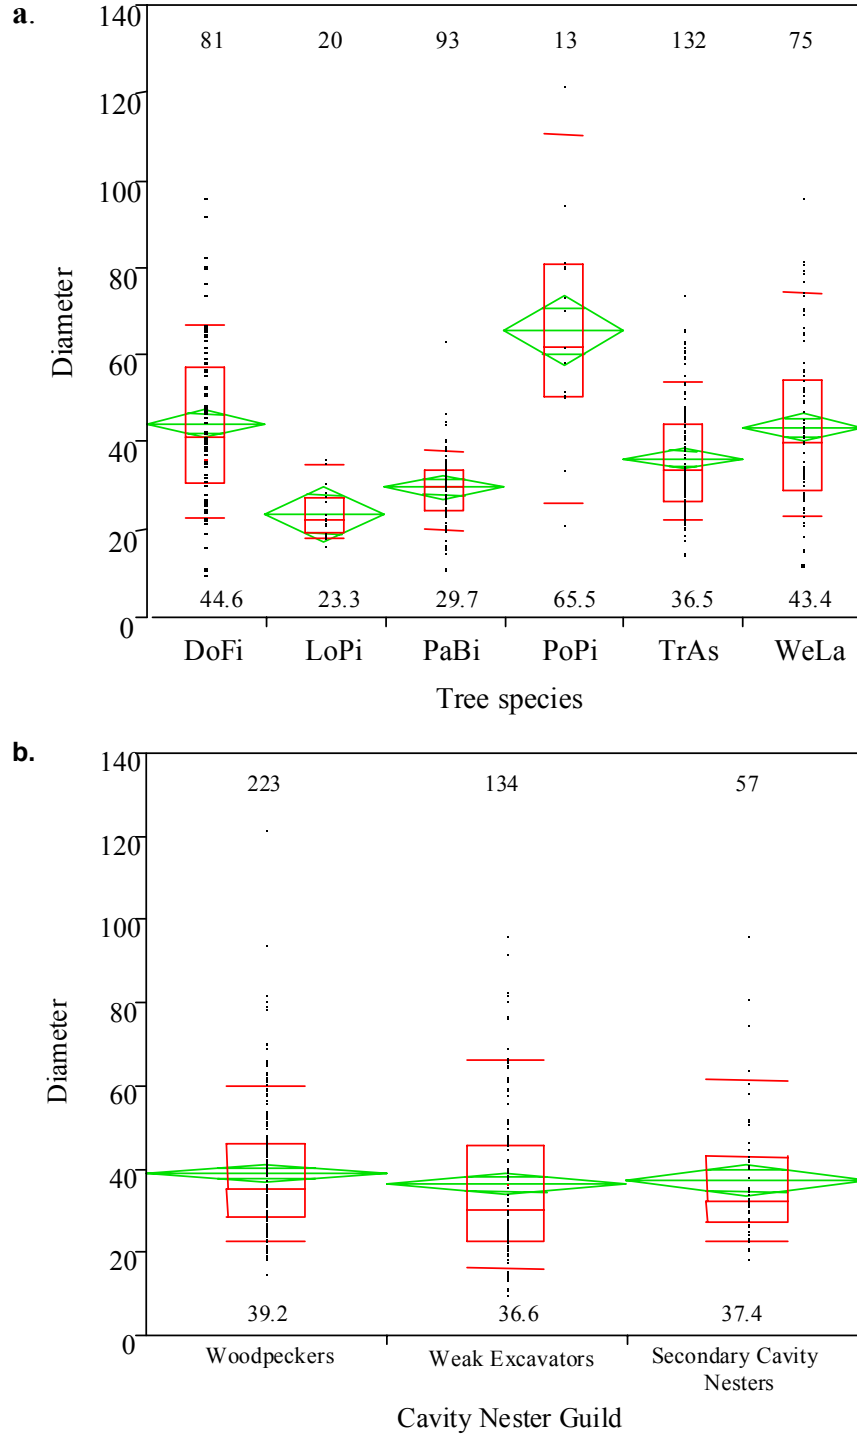 a.
140
81 20 93 13 132 75
120
100
80
Diameter
60
40
20
44.6 23.3 29.7 65.5 36.5 43.4
0
DoFi LoPi PaBi PoPi TrAs WeLa
Tree species
b.
140
223 134 57
120
100
80
Diameter
60
40
20
39.2 36.6 37.4
0
Woodpeckers Weak Excavators Secondary Cavity
Nesters
Cavity Nester Guild